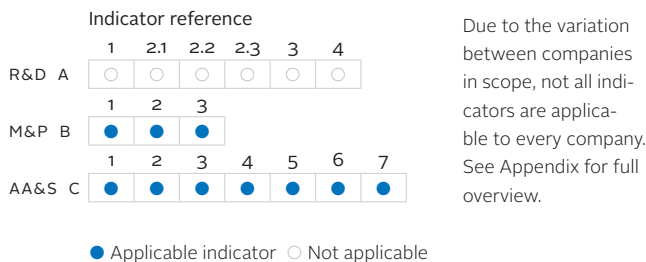 Indicator reference
1 2.1 2.2 2.3 3 4
R&D A
1 2 3
M&P B
1 2 3 4 5 6 7
AA&S C
Applicable indicator Not applicable
Due to the variation
between companies
in scope, not all indi-
cators are applica-
ble to every company.
See Appendix for full
overview.